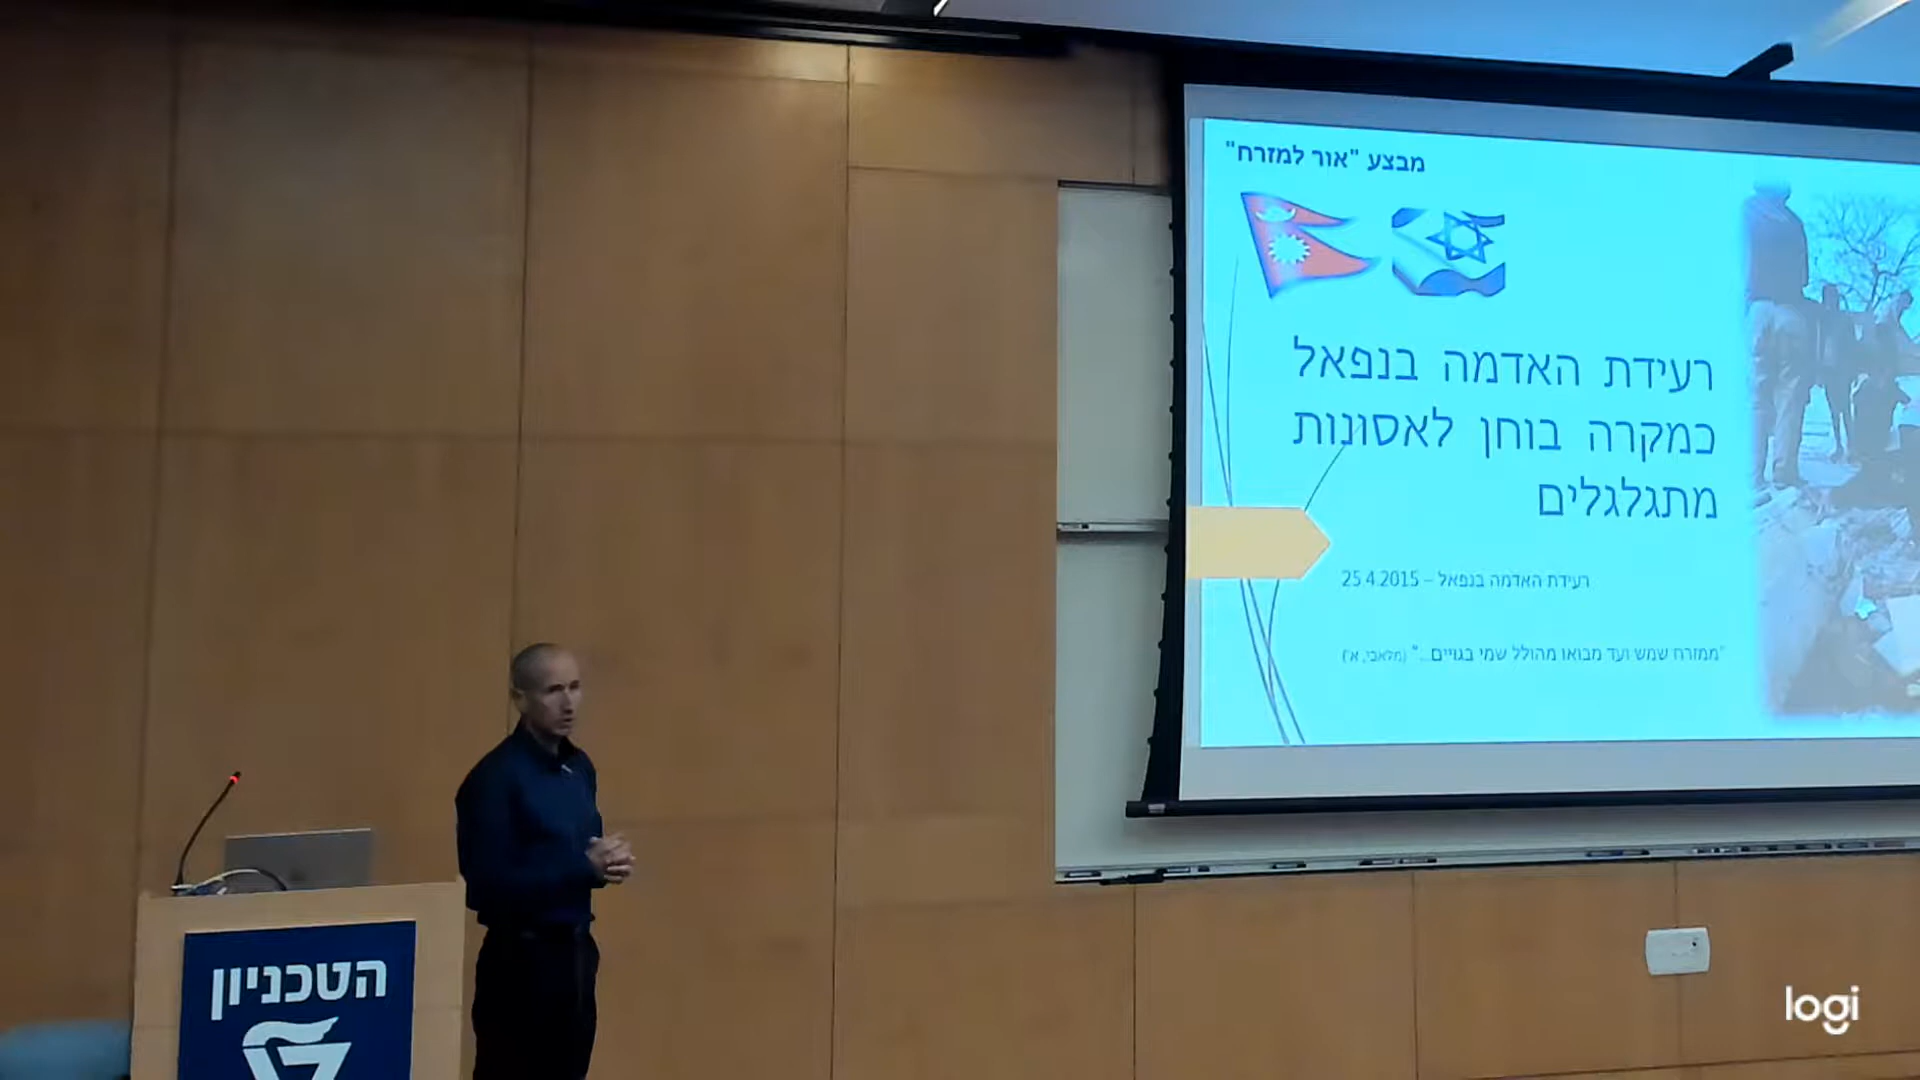 מבצע "אור למזרח"
רעידת האדמה בנפאל
כמקרה בוחן לאסונות
מתגלגלים
רעידת האדמה בנפאל – 25.4.2015
"ממזרח שמש ועד מבואו מהולל שמי בגויים..." (מלאכי, א')
הטכניון
logi